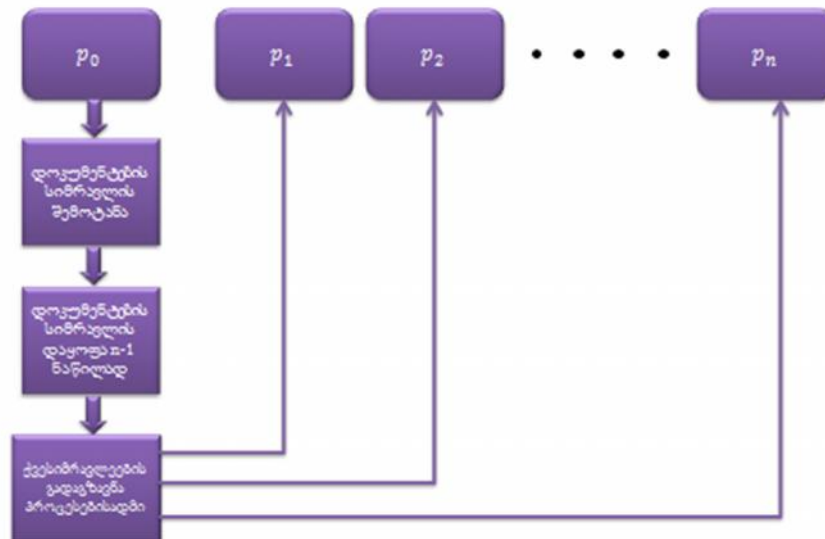 p₀
p₁
p₂
pₙ
დოკუმენტების
სიმრავლის
შემოტანა
დოკუმენტების
სიმრავლის
დაყოფა n-1
ნაწილად
ქვესიმრავლეების
გადაგზავნა
პროცესებისადმი